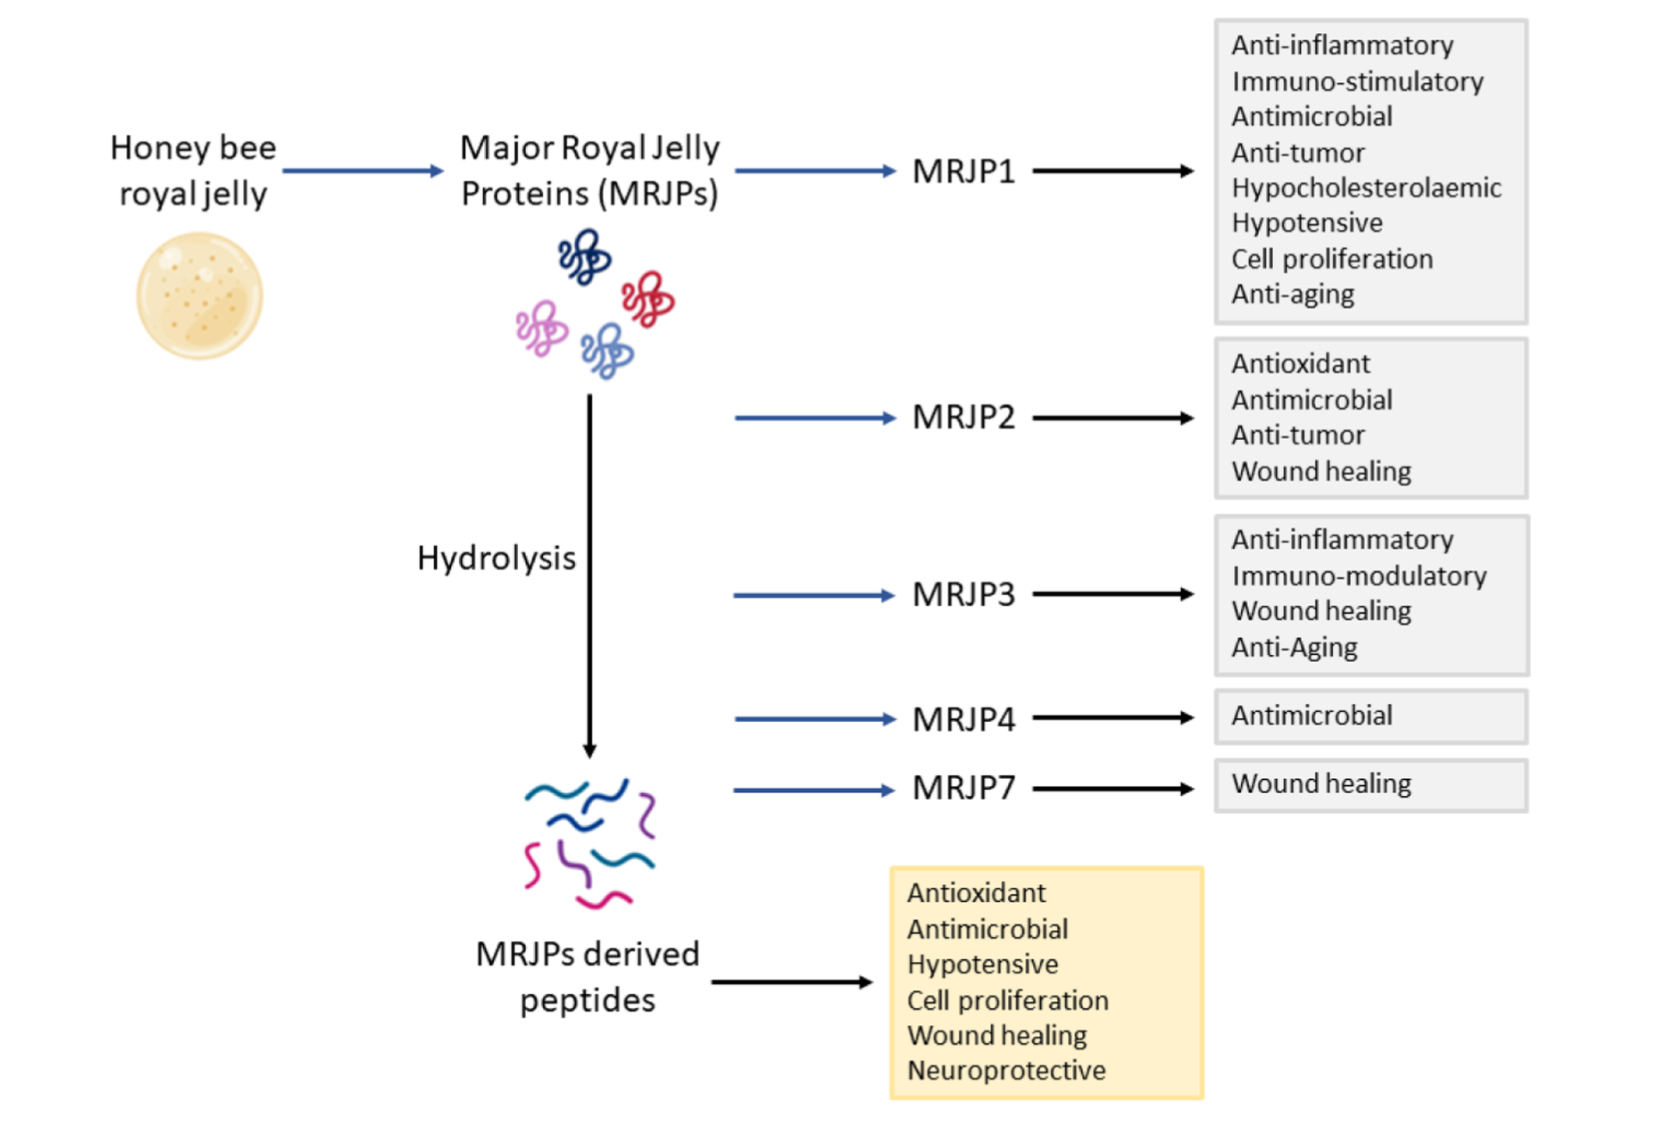 Honey bee
royal jelly
Major Royal Jelly
Proteins (MRJPs)
MRJP1
Anti-inflammatory
Immuno-stimulatory
Antimicrobial
Anti-tumor
Hypocholesterolaemic
Hypotensive
Cell proliferation
Anti-aging
MRJP2
Antioxidant
Antimicrobial
Anti-tumor
Wound healing
Hydrolysis
MRJP3
Anti-inflammatory
Immuno-modulatory
Wound healing
Anti-Aging
MRJP4
Antimicrobial
MRJP7
Wound healing
MRJPs derived
peptides
Antioxidant
Antimicrobial
Hypotensive
Cell proliferation
Wound healing
Neuroprotective